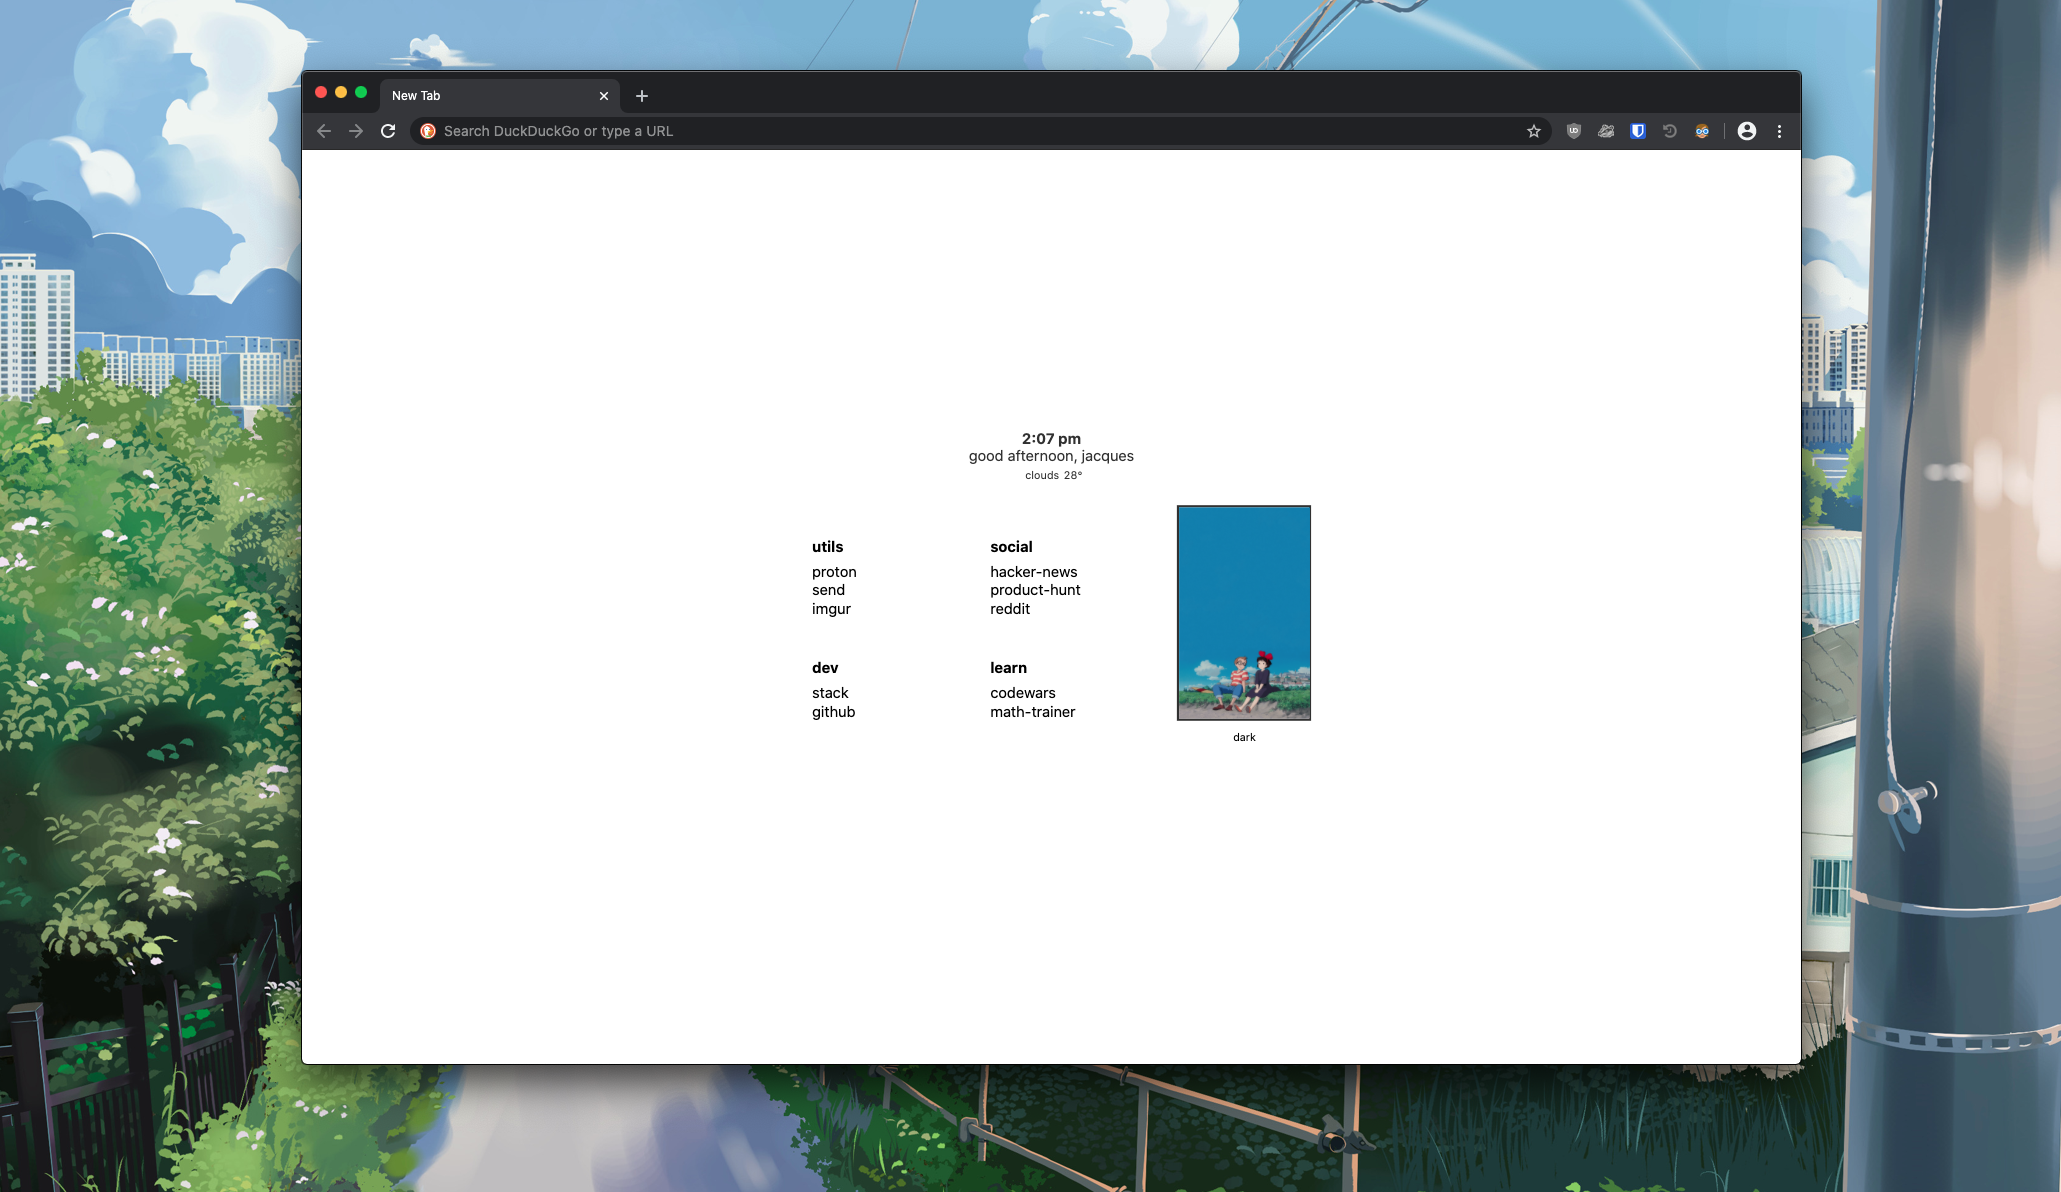 New Tab
Search DuckDuckGo or type a URL
2:07 pm
good afternoon, jacques
clouds 28°
utils
proton
send
imgur
social
hacker-news
product-hunt
reddit
dev
stack
github
learn
codewars
math-trainer
dark